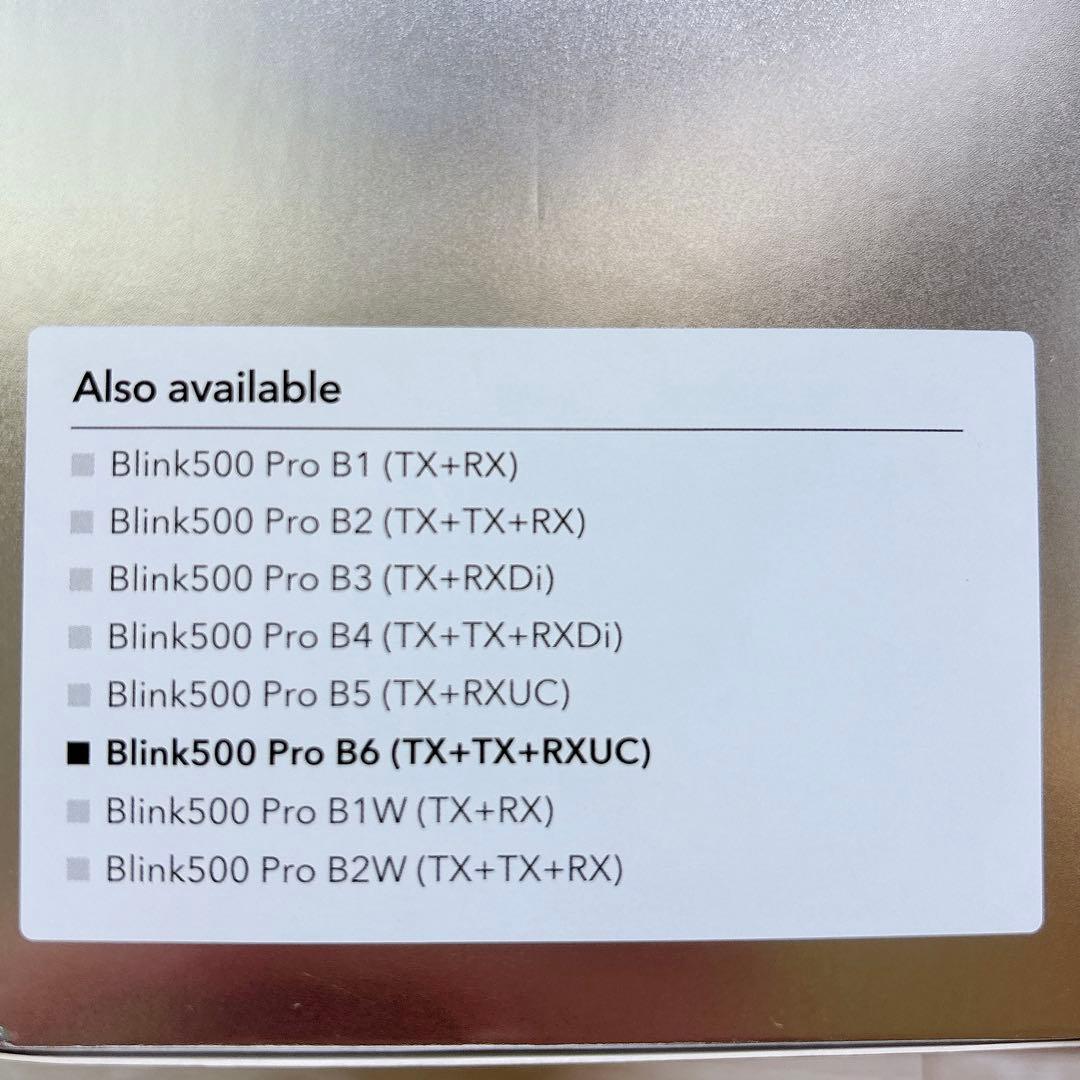 Also available
Blink500 Pro B1 (TX+RX)
Blink500 Pro B2 (TX+TX+RX)
Blink500 Pro B3 (TX+RXDi)
Blink500 Pro B4 (TX+TX+RXDi)
Blink500 Pro B5 (TX+RXUC)
Blink500 Pro B6 (TX+TX+RXUC)
Blink500 Pro B1W (TX+RX)
Blink500 Pro B2W (TX+TX+RX)